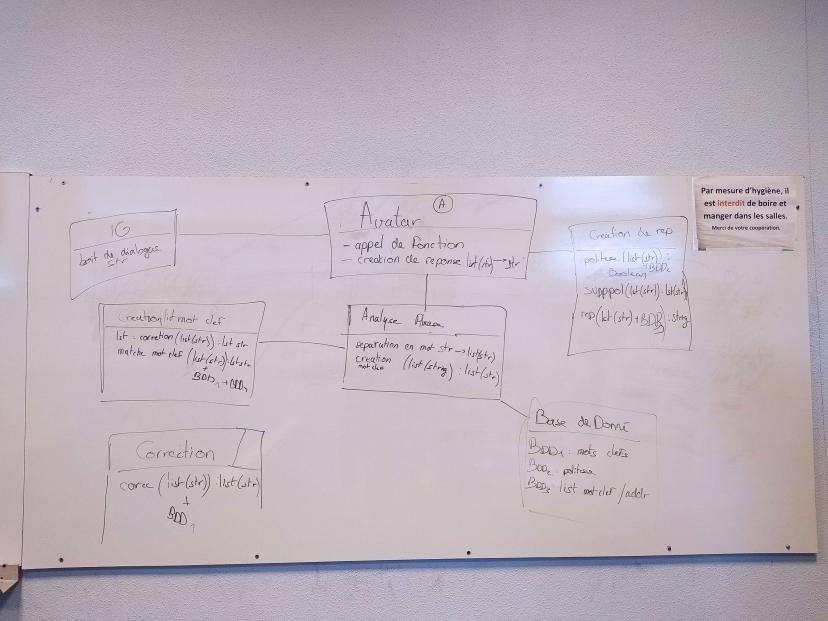 Par mesure d'hygiène, il
est interdit de boire et
manger dans les salles.
Merci de votre coopération.
IG
boit de dialogue
str
A
Avatar
- appel de fonction
- creation de reponse list(str) → str
Creation de rep
politesse (list(str)) :
Boolean + BDD2
supppol(list(str)) : list(str)
rep(list(str) + BDD3) : string
Creation list mot clef
list = correction(list(str)) : list str
matche mot clef (list(str)) : list str
+
BDD1 + BDD3
Analyse Phrase
separation en mot str → list(str)
creation (list(string)) : list(str)
mot clef
Correction
corec (list(str)) : list(str)
+
BDD1
Base de Donné
BDD1 : mots clefs
BDD2 : politesse
BDD3 : list mot clef / addr